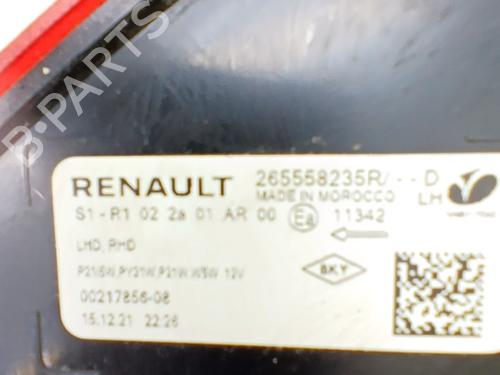 B-PARTS
RENAULT 265558235R/--D
MADE IN MOROCCO LH
S1-R1 02 2a 01 AR 00 11342
LHD, RHD
P21/5W,PY21W,P21W,W5W 12V
BKY
00217856-08
15.12.21 22:26